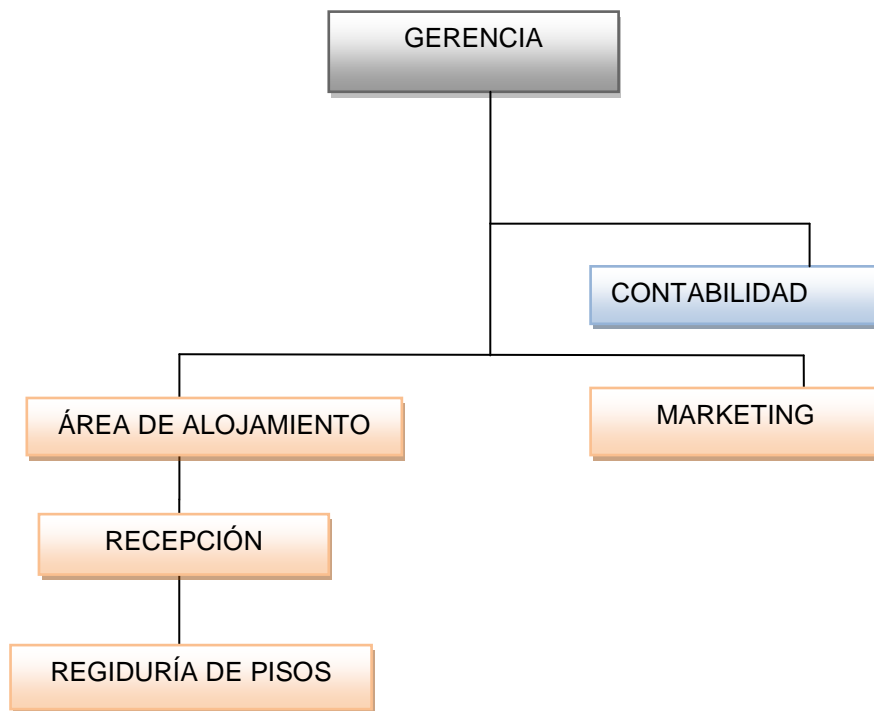 GERENCIA
CONTABILIDAD
ÁREA DE ALOJAMIENTO
MARKETING
RECEPCIÓN
REGIDURÍA DE PISOS